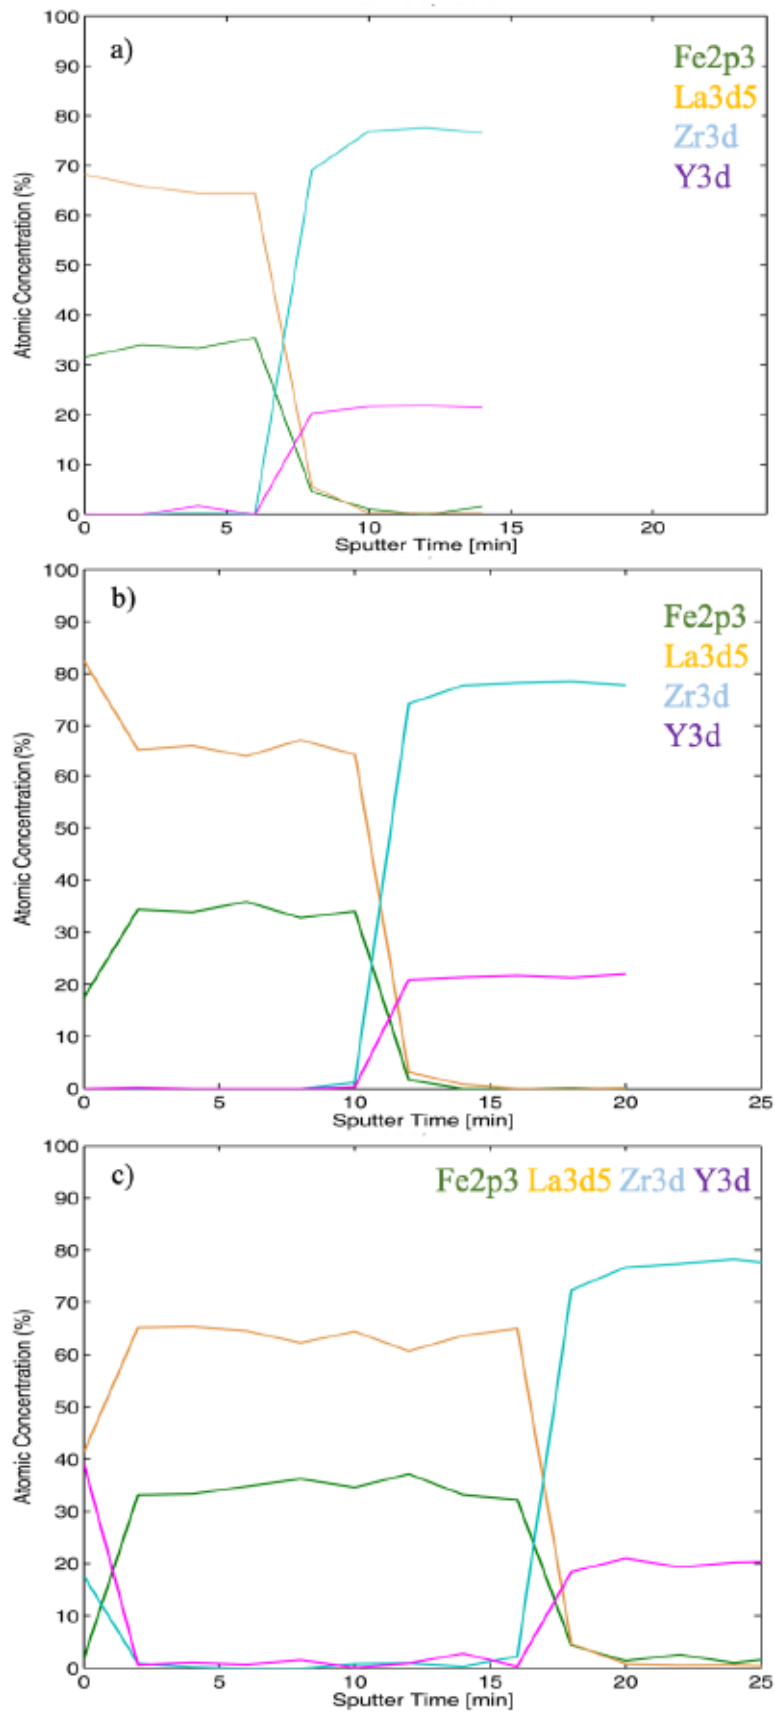 a)
Fe2p3
La3d5
Zr3d
Y3d
Atomic Concentration (%)
100
90
80
70
60
50
40
30
20
10
0
0 5 10 15 20
Sputter Time [min]
b)
Fe2p3
La3d5
Zr3d
Y3d
Atomic Concentration (%)
100
90
80
70
60
50
40
30
20
10
0
0 5 10 15 20 25
Sputter Time [min]
c)
Fe2p3 La3d5 Zr3d Y3d
Atomic Concentration (%)
100
90
80
70
60
50
40
30
20
10
0
0 5 10 15 20 25
Sputter Time [min]